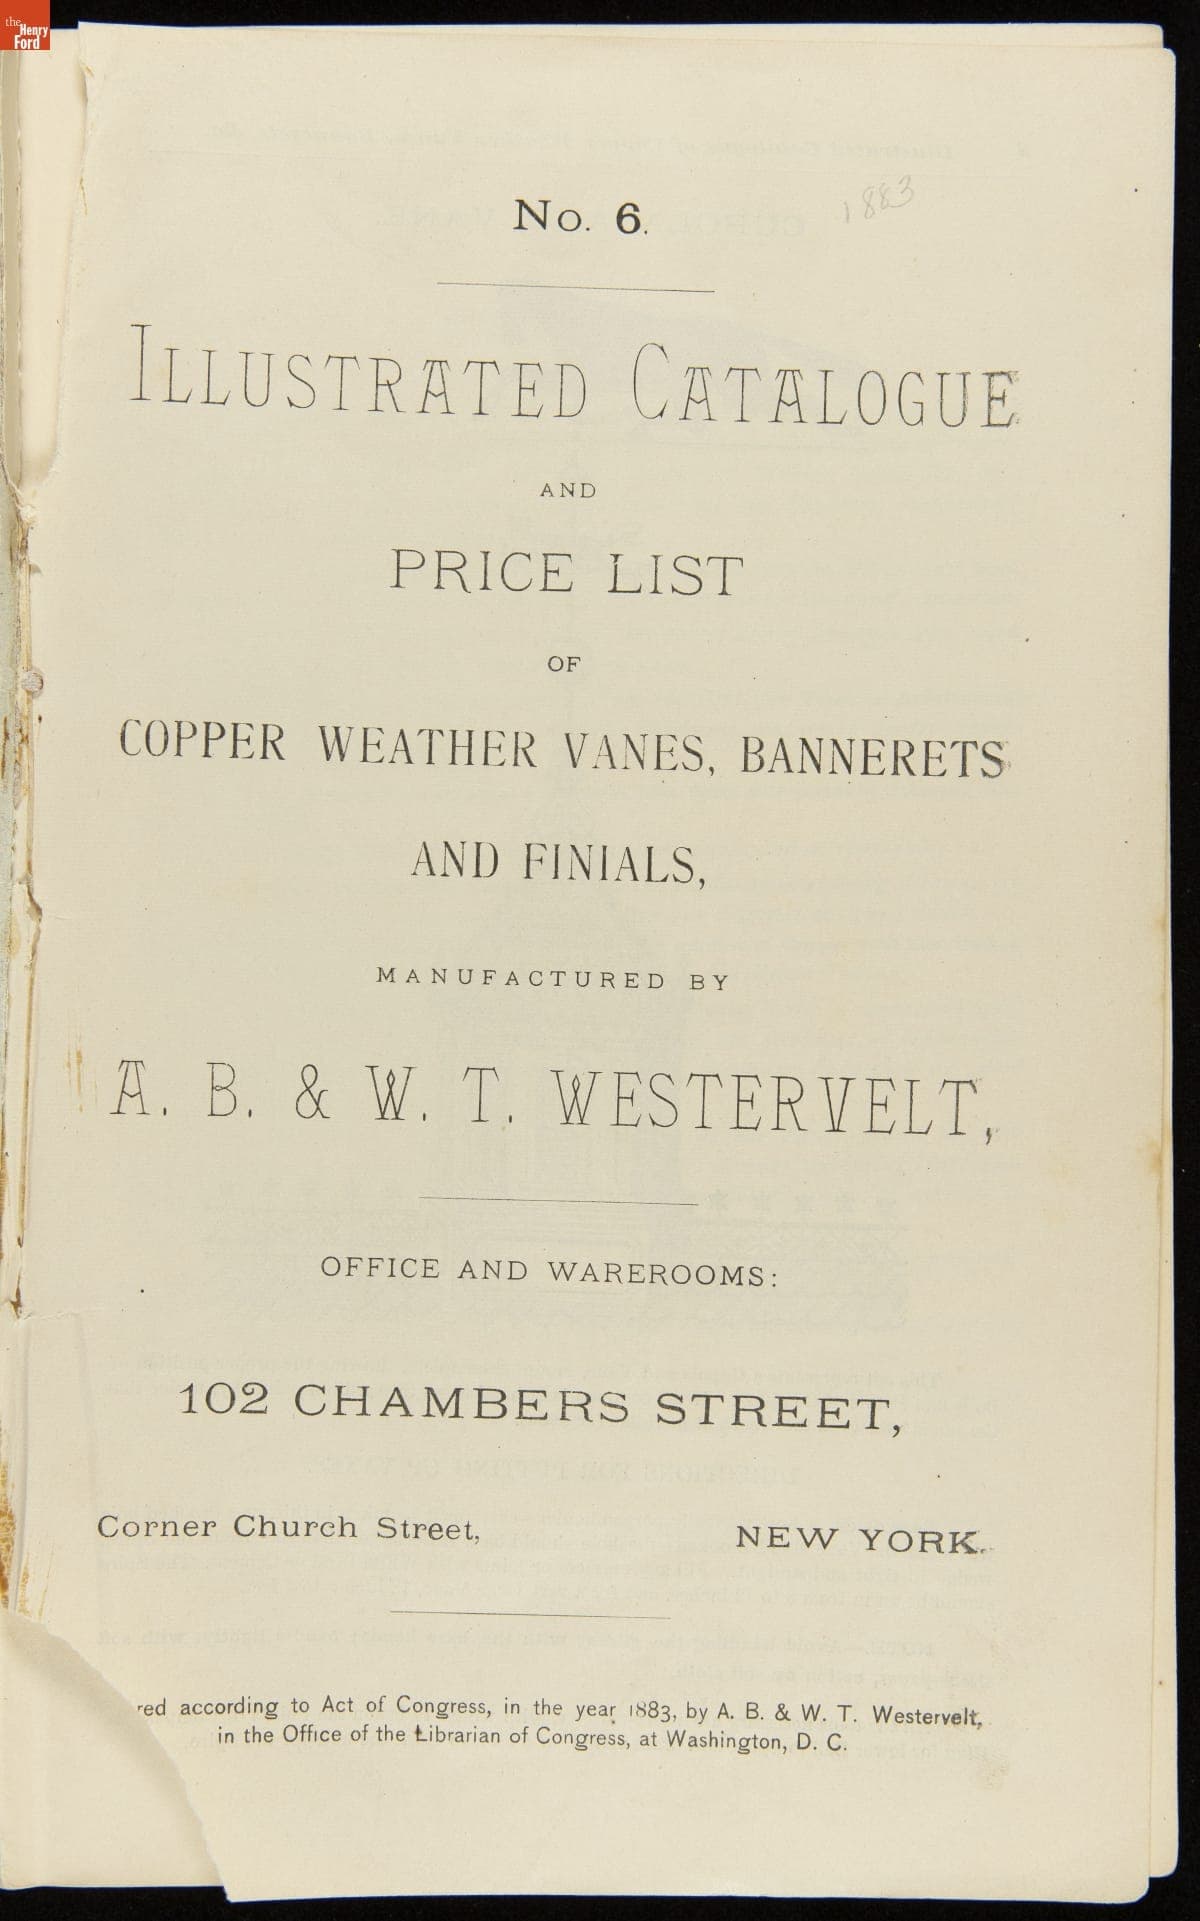 the
Henry
Ford
No. 6.
1883
ILLUSTRATED CATALOGUE
AND
PRICE LIST
OF
COPPER WEATHER VANES, BANNERETS
AND FINIALS,
MANUFACTURED BY
A. B. & W. T. WESTERVELT,
OFFICE AND WAREROOMS:
102 CHAMBERS STREET,
Corner Church Street, NEW YORK.
red according to Act of Congress, in the year 1883, by A. B. & W. T. Westervelt,
in the Office of the Librarian of Congress, at Washington, D. C.